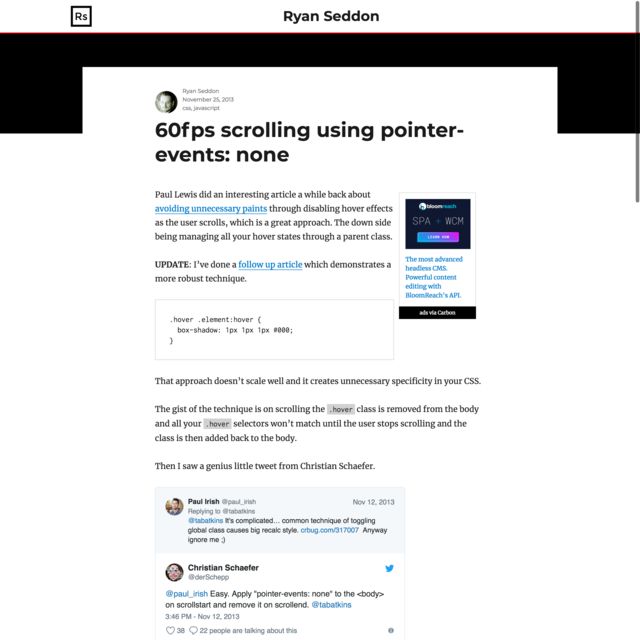 Rs
Ryan Seddon
Ryan Seddon
November 25, 2013
css, javascript
60fps scrolling using pointer-
events: none
Paul Lewis did an interesting article a while back about
avoiding unnecessary paints through disabling hover effects
as the user scrolls, which is a great approach. The down side
being managing all your hover states through a parent class.
UPDATE: I've done a follow up article which demonstrates a
more robust technique.
bloomreach
SPA + WCM
LEARN NOW
The most advanced
headless CMS.
Powerful content
editing with
BloomReach's API.
ads via Carbon
.hover .element:hover {
box-shadow: 1px 1px 1px #000;
}
That approach doesn't scale well and it creates unnecessary specificity in your CSS.
The gist of the technique is on scrolling the .hover class is removed from the body
and all your .hover selectors won't match until the user stops scrolling and the
class is then added back to the body.
Then I saw a genius little tweet from Christian Schaefer.
Paul Irish @paul_irish Nov 12, 2013
Replying to @tabatkins
@tabatkins It's complicated... common technique of toggling
global class causes big recalc style. crbug.com/317007 Anyway
ignore me ;)
Christian Schaefer
@derSchepp
@paul_irish Easy. Apply "pointer-events: none" to the <body>
on scrollstart and remove it on scrollend. @tabatkins
3:46 PM - Nov 12, 2013
38 22 people are talking about this